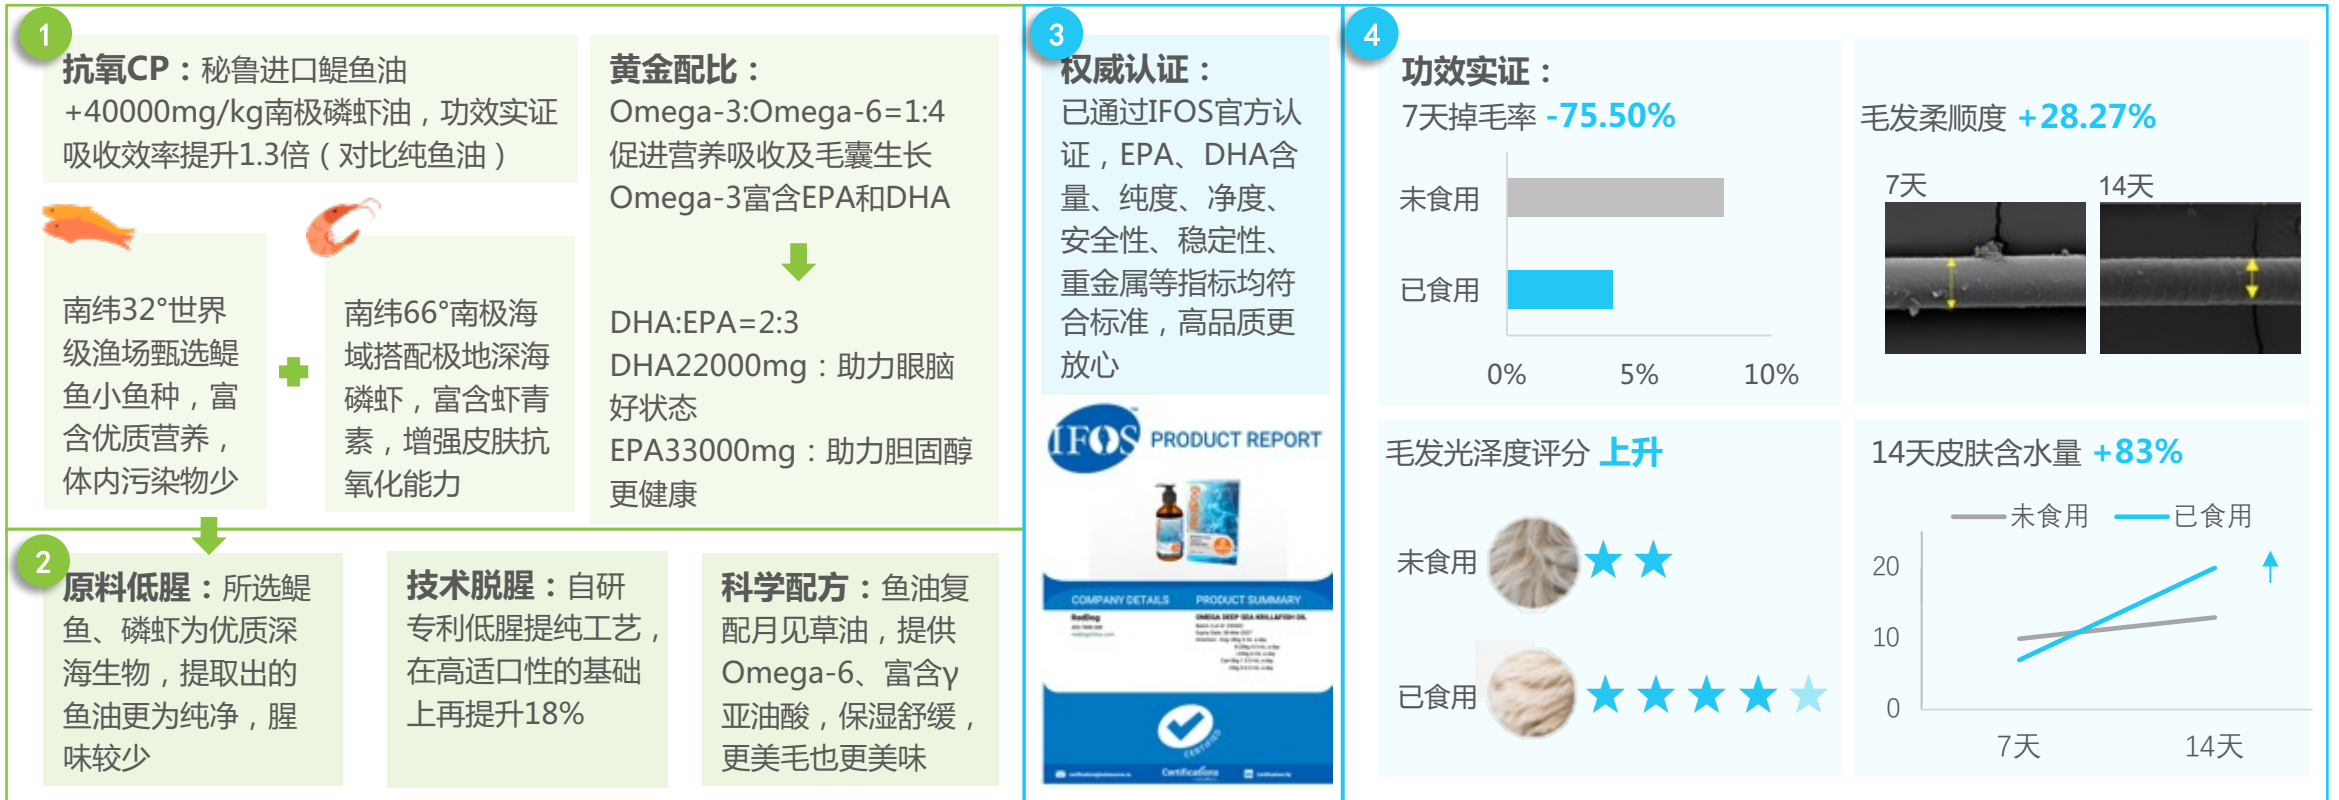 1
抗氧CP：秘鲁进口鳀鱼油
+40000mg/kg南极磷虾油，功效实证
吸收效率提升1.3倍（对比纯鱼油）
南纬32°世界
级渔场甄选鳀
鱼小鱼种，富
含优质营养，
体内污染物少
南纬66°南极海
域搭配极地深海
磷虾，富含虾青
素，增强皮肤抗
氧化能力
黄金配比：
Omega-3:Omega-6=1:4
促进营养吸收及毛囊生长
Omega-3富含EPA和DHA
DHA:EPA=2:3
DHA22000mg：助力眼脑
好状态
EPA33000mg：助力胆固醇
更健康
2
原料低腥：所选鳀
鱼、磷虾为优质深
海生物，提取出的
鱼油更为纯净，腥
味较少
技术脱腥：自研
专利低腥提纯工艺，
在高适口性的基础
上再提升18%
科学配方：鱼油复
配月见草油，提供
Omega-6、富含γ
亚油酸，保湿舒缓，
更美毛也更美味
3
权威认证：
已通过IFOS官方认
证，EPA、DHA含
量、纯度、净度、
安全性、稳定性、
重金属等指标均符
合标准，高品质更
放心
IFOS PRODUCT REPORT
COMPANY DETAILS
RedDog
PRODUCT SUMMARY
OMEGA DEEP SEA KRILL&FISH OIL
CERTIFIED
Certifications
4
功效实证：
7天掉毛率 -75.50%
未食用
已食用
0%
5%
10%
毛发柔顺度 +28.27%
7天
14天
毛发光泽度评分 上升
未食用
已食用
14天皮肤含水量 +83%
未食用
已食用
20
10
0
7天
14天